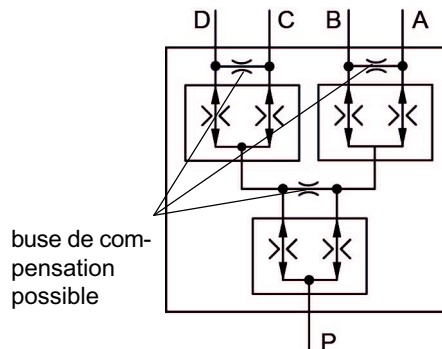 D C B A
buse de com-
pensation
possible
P